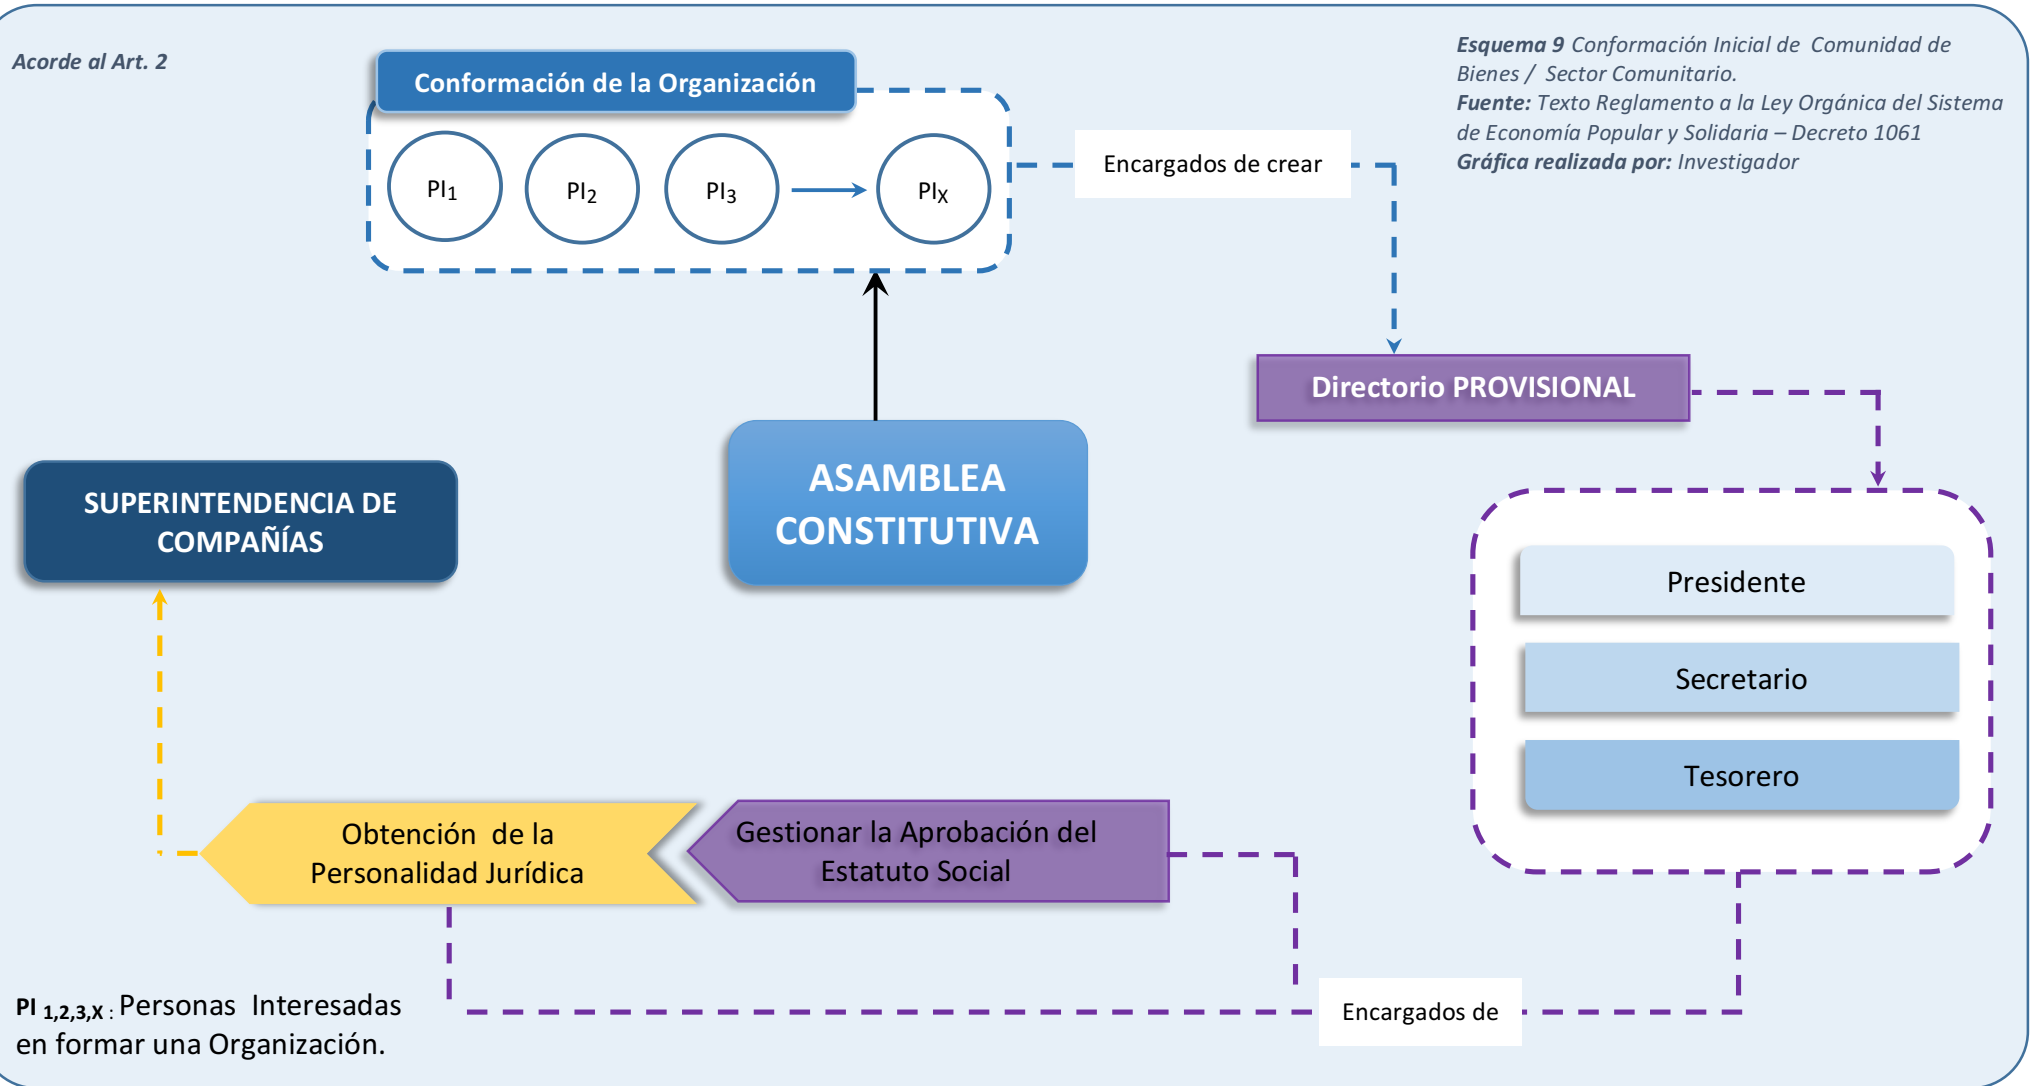 Acorde al Art. 2
Esquema 9 Conformación Inicial de Comunidad de
Bienes / Sector Comunitario.
Fuente: Texto Reglamento a la Ley Orgánica del Sistema
de Economía Popular y Solidaria – Decreto 1061
Gráfica realizada por: Investigador
Conformación de la Organización
PI1
PI2
PI3
PIX
Encargados de crear
Directorio PROVISIONAL
ASAMBLEA
CONSTITUTIVA
SUPERINTENDENCIA DE
COMPAÑÍAS
Presidente
Secretario
Tesorero
Obtención de la
Personalidad Jurídica
Gestionar la Aprobación del
Estatuto Social
Encargados de
PI 1,2,3,X : Personas Interesadas
en formar una Organización.